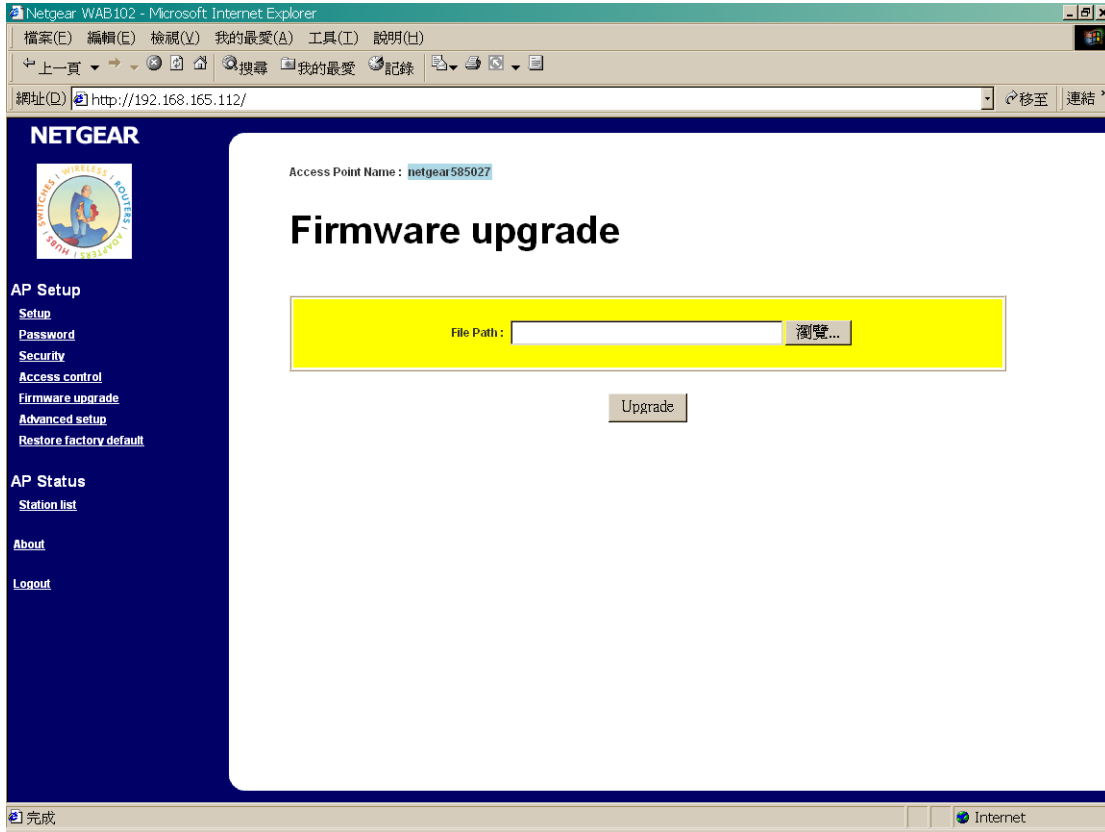 Netgear WAB102 - Microsoft Internet Explorer
檔案(F) 編輯(E) 檢視(V) 我的最愛(A) 工具(T) 說明(H)
上一頁 搜尋 我的最愛 記錄
網址(D) http://192.168.165.112/ 移至 連結
NETGEAR
WIRELESS | ROUTERS | ADAPTERS | HUBS | SWITCHES |
Access Point Name : netgear585027
Firmware upgrade
File Path : 瀏覽...
Upgrade
AP Setup
Setup
Password
Security
Access control
Firmware upgrade
Advanced setup
Restore factory default
AP Status
Station list
About
Logout
完成 Internet